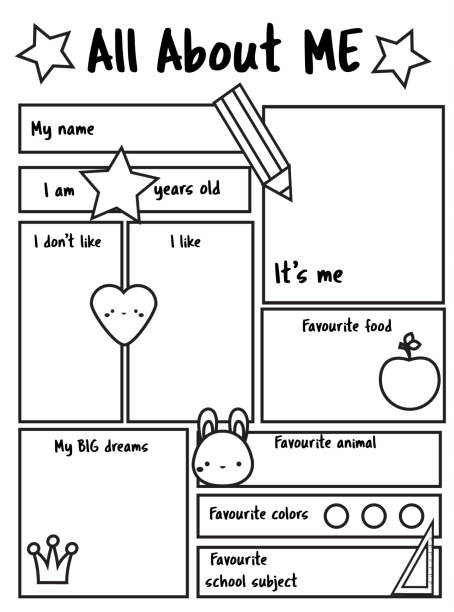 All About ME
My name
I am
years old
I don't like
I like
It's me
Favourite food
My BIG dreams
Favourite animal
Favourite colors
Favourite
school subject